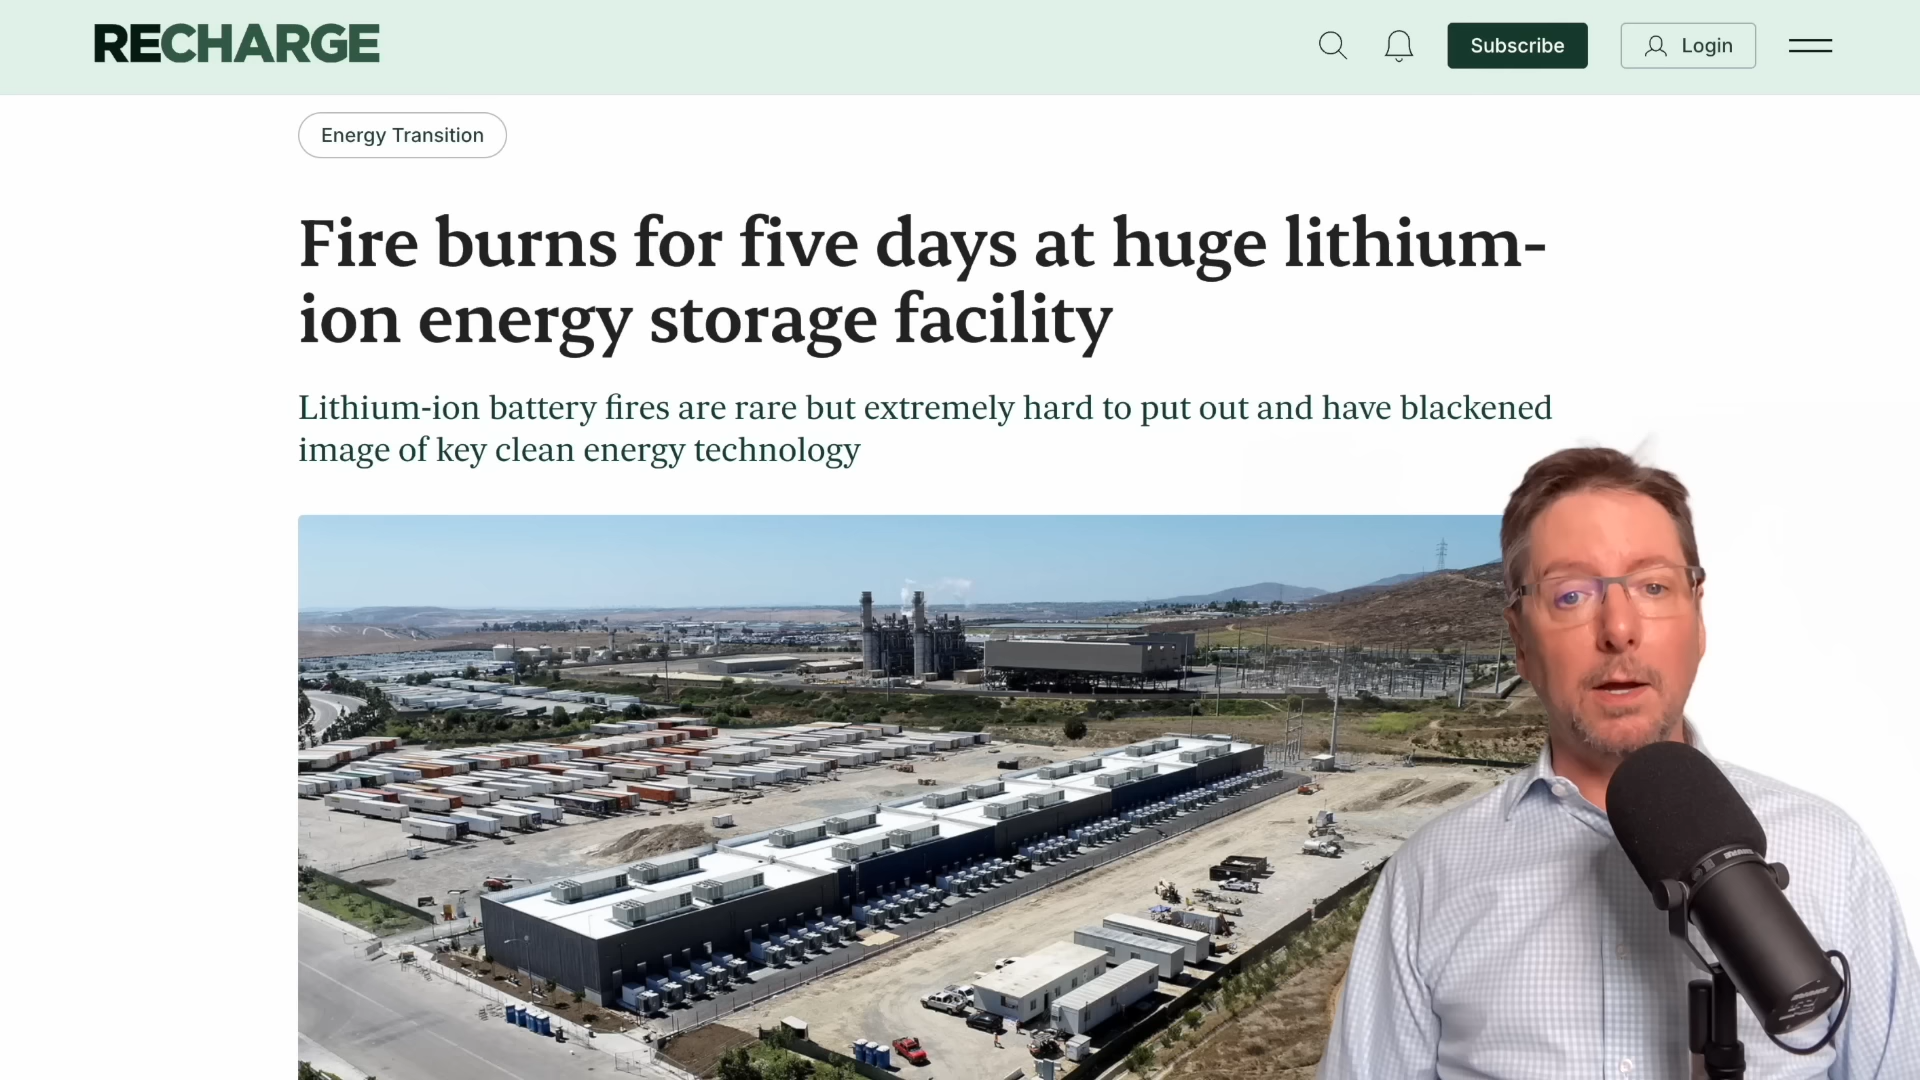 RECHARGE
Subscribe
Login
Energy Transition
Fire burns for five days at huge lithium-
ion energy storage facility
Lithium-ion battery fires are rare but extremely hard to put out and have blackened
image of key clean energy technology